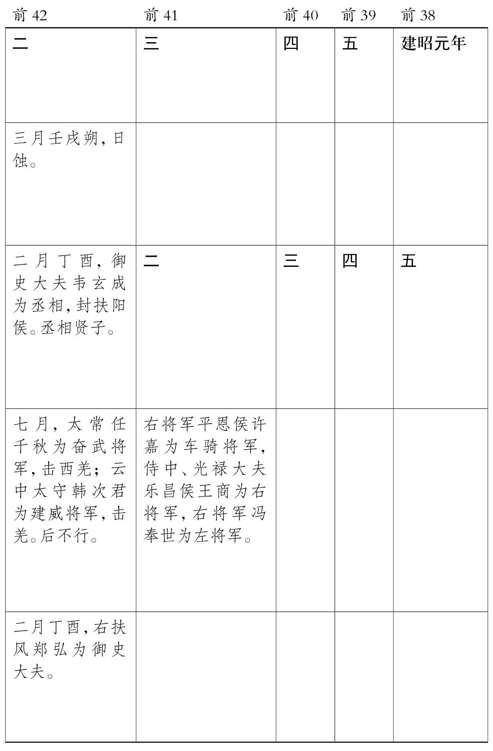 前 42 前 41 前 40 前 39 前 38
二 三 四 五 建昭元年
三月壬戌朔，日
蚀。
二月丁酉，御
史大夫韦玄成
为丞相，封扶阳
侯。丞相贤子。
二 三 四 五
七月，太常任
千秋为奋武将
军，击西羌；云
中太守韩次君
为建威将军，击
羌。后不行。
右将军平恩侯许
嘉为车骑将军，
侍中、光禄大夫
乐昌侯王商为右
将军，右将军冯
奉世为左将军。
二月丁酉，右扶
风郑弘为御史
大夫。